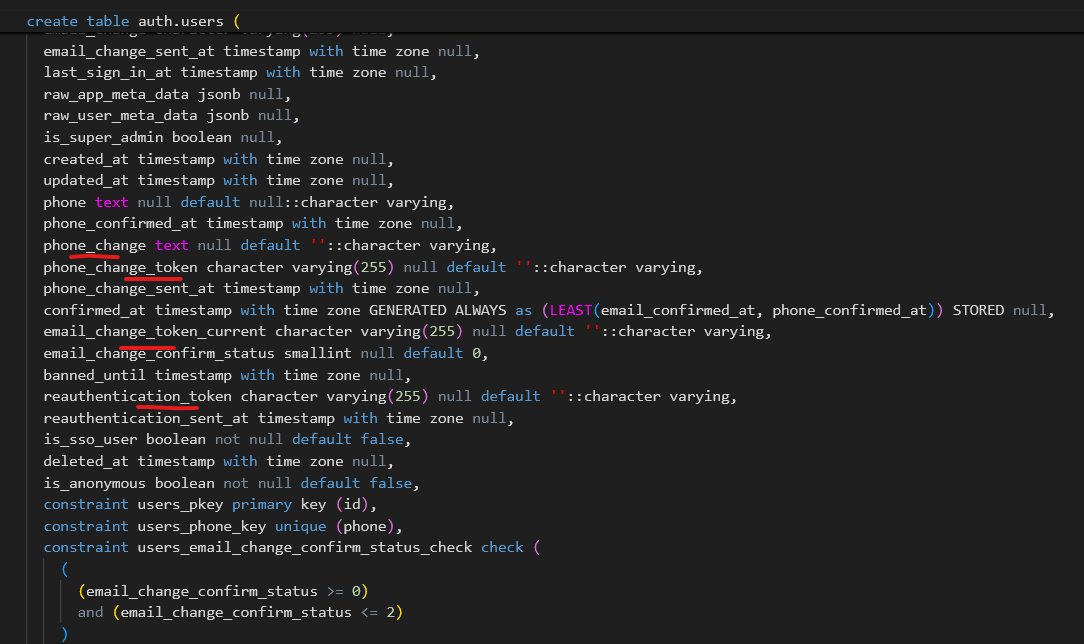 create table auth.users (
email_change_sent_at timestamp with time zone null,
last_sign_in_at timestamp with time zone null,
raw_app_meta_data jsonb null,
raw_user_meta_data jsonb null,
is_super_admin boolean null,
created_at timestamp with time zone null,
updated_at timestamp with time zone null,
phone text null default null::character varying,
phone_confirmed_at timestamp with time zone null,
phone_change text null default ''::character varying,
phone_change_token character varying(255) null default ''::character varying,
phone_change_sent_at timestamp with time zone null,
confirmed_at timestamp with time zone GENERATED ALWAYS as (LEAST(email_confirmed_at, phone_confirmed_at)) STORED null,
email_change_token_current character varying(255) null default ''::character varying,
email_change_confirm_status smallint null default 0,
banned_until timestamp with time zone null,
reauthentication_token character varying(255) null default ''::character varying,
reauthentication_sent_at timestamp with time zone null,
is_sso_user boolean not null default false,
deleted_at timestamp with time zone null,
is_anonymous boolean not null default false,
constraint users_pkey primary key (id),
constraint users_phone_key unique (phone),
constraint users_email_change_confirm_status_check check (
(
(email_change_confirm_status >= 0)
and (email_change_confirm_status <= 2)
)